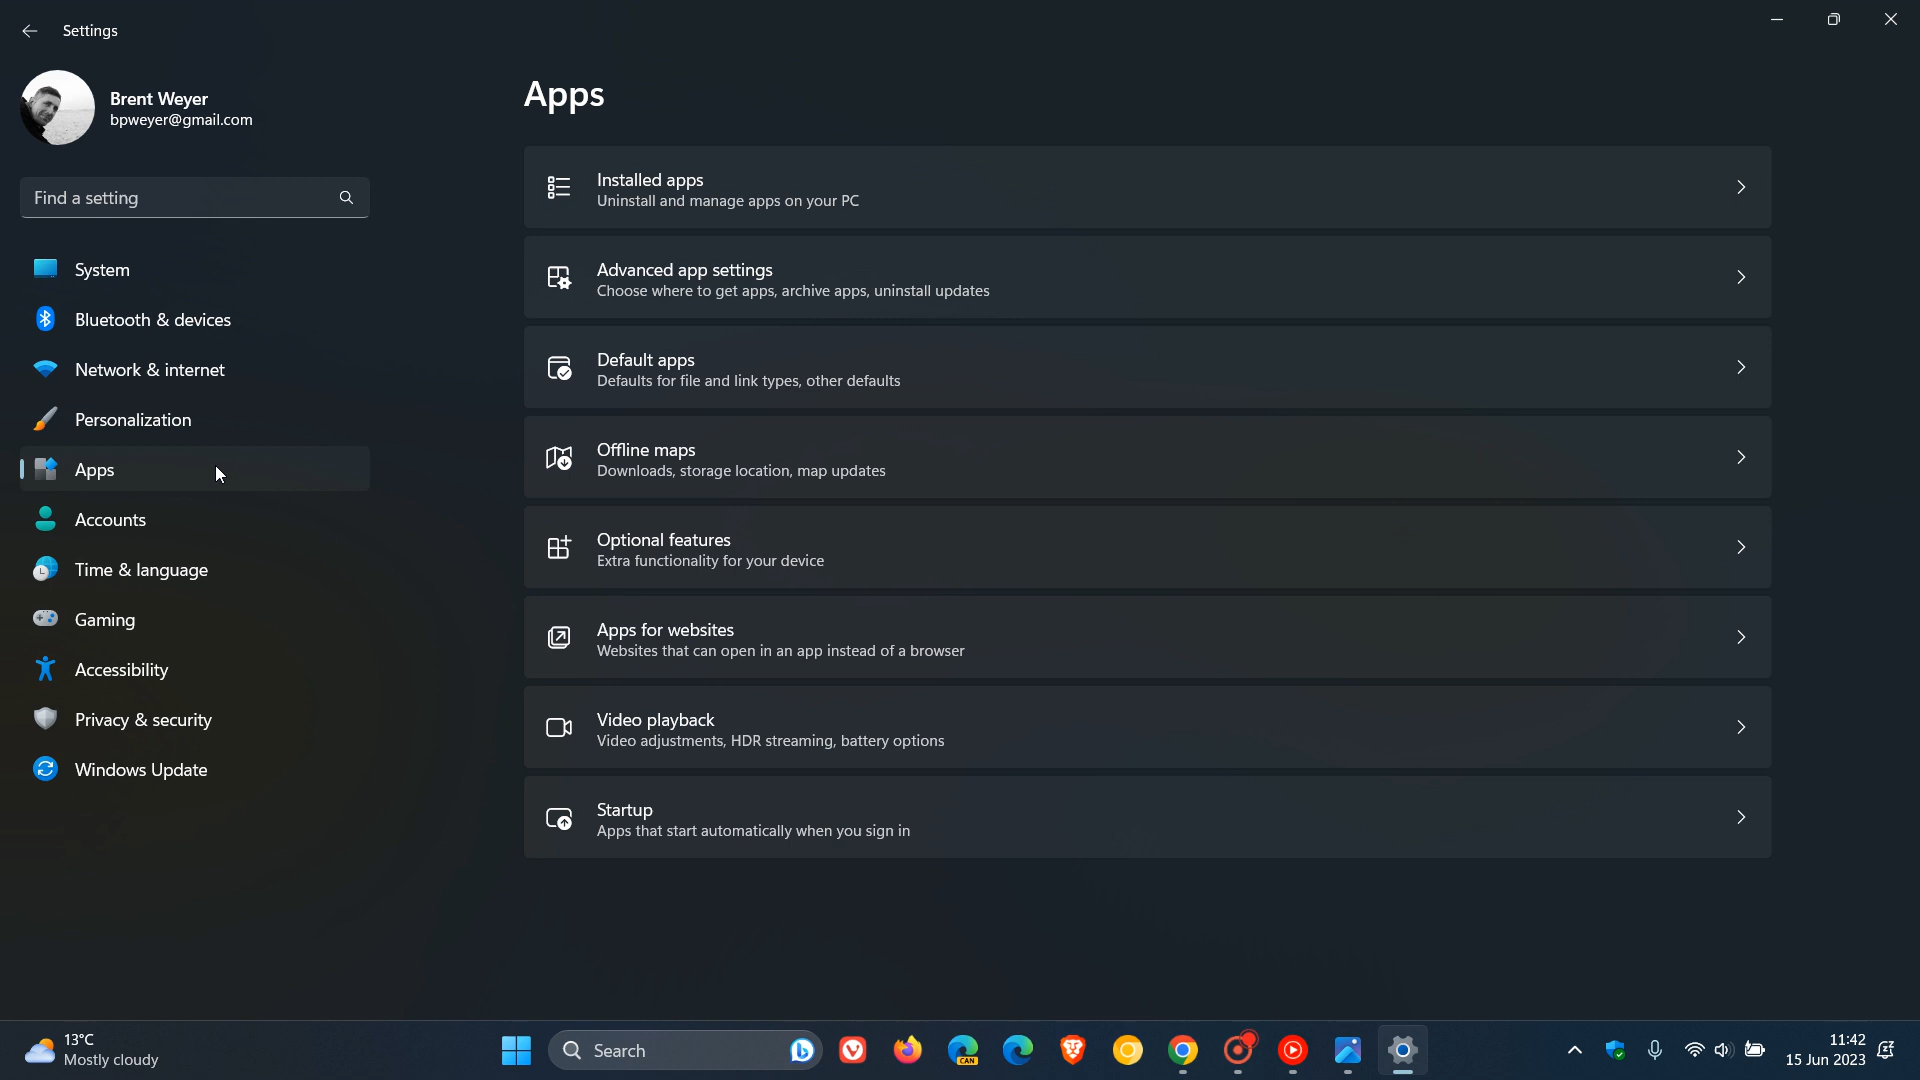 Settings
Brent Weyer
bpweyer@gmail.com
Find a setting
System
Bluetooth & devices
Network & internet
Personalization
Apps
Accounts
Time & language
Gaming
Accessibility
Privacy & security
Windows Update
Apps
Installed apps
Uninstall and manage apps on your PC
Advanced app settings
Choose where to get apps, archive apps, uninstall updates
Default apps
Defaults for file and link types, other defaults
Offline maps
Downloads, storage location, map updates
Optional features
Extra functionality for your device
Apps for websites
Websites that can open in an app instead of a browser
Video playback
Video adjustments, HDR streaming, battery options
Startup
Apps that start automatically when you sign in
13°C
Mostly cloudy
Search
CAN
11:42
15 Jun 2023